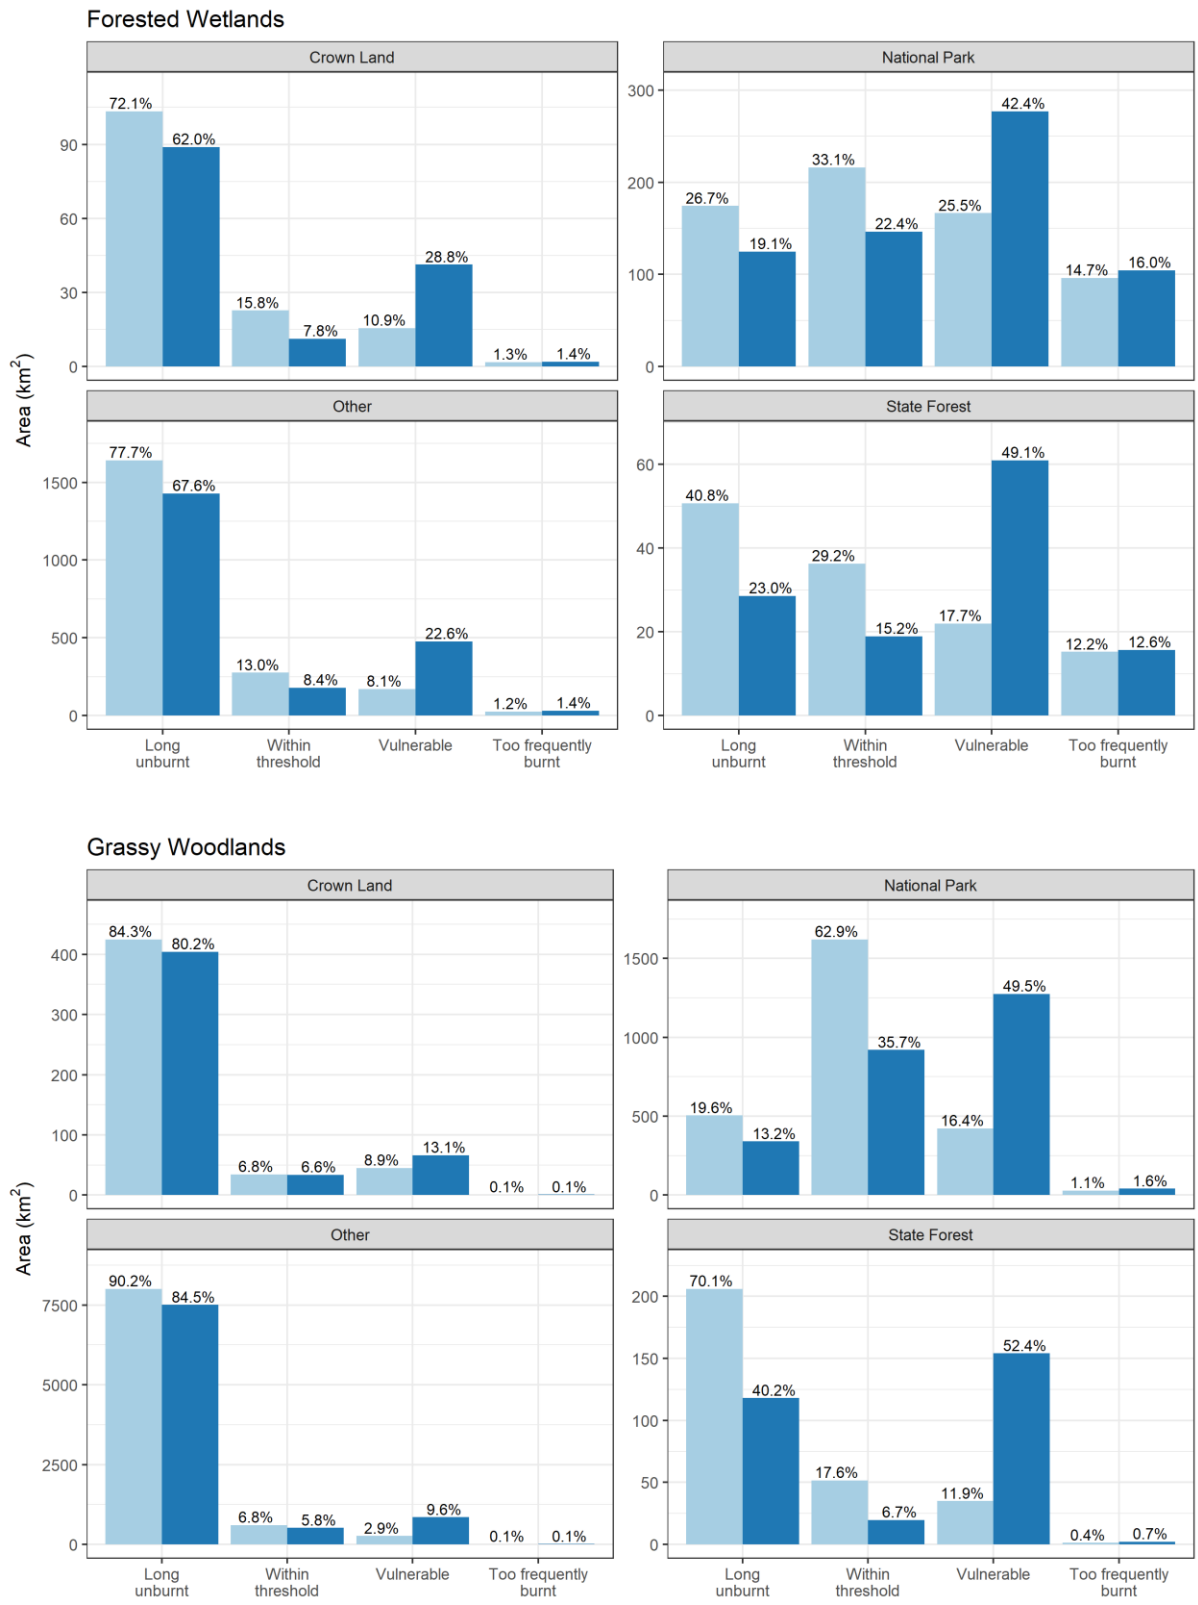 Forested Wetlands
Crown Land
National Park
72.1%
62.0%
15.8%
7.8%
10.9%
28.8%
1.3%
1.4%
90
60
30
0
26.7%
19.1%
33.1%
22.4%
25.5%
42.4%
14.7%
16.0%
300
200
100
0
Area (km²)
Other
State Forest
77.7%
67.6%
13.0%
8.4%
8.1%
22.6%
1.2%
1.4%
1500
1000
500
0
40.8%
23.0%
29.2%
15.2%
17.7%
49.1%
12.2%
12.6%
60
40
20
0
Long
unburnt
Within
threshold
Vulnerable
Too frequently
burnt
Long
unburnt
Within
threshold
Vulnerable
Too frequently
burnt
Grassy Woodlands
Crown Land
National Park
84.3%
80.2%
6.8%
6.6%
8.9%
13.1%
0.1%
0.1%
400
300
200
100
0
19.6%
13.2%
62.9%
35.7%
16.4%
49.5%
1.1%
1.6%
1500
1000
500
0
Area (km²)
Other
State Forest
90.2%
84.5%
6.8%
5.8%
2.9%
9.6%
0.1%
0.1%
7500
5000
2500
0
70.1%
40.2%
17.6%
6.7%
11.9%
52.4%
0.4%
0.7%
200
150
100
50
0
Long
unburnt
Within
threshold
Vulnerable
Too frequently
burnt
Long
unburnt
Within
threshold
Vulnerable
Too frequently
burnt